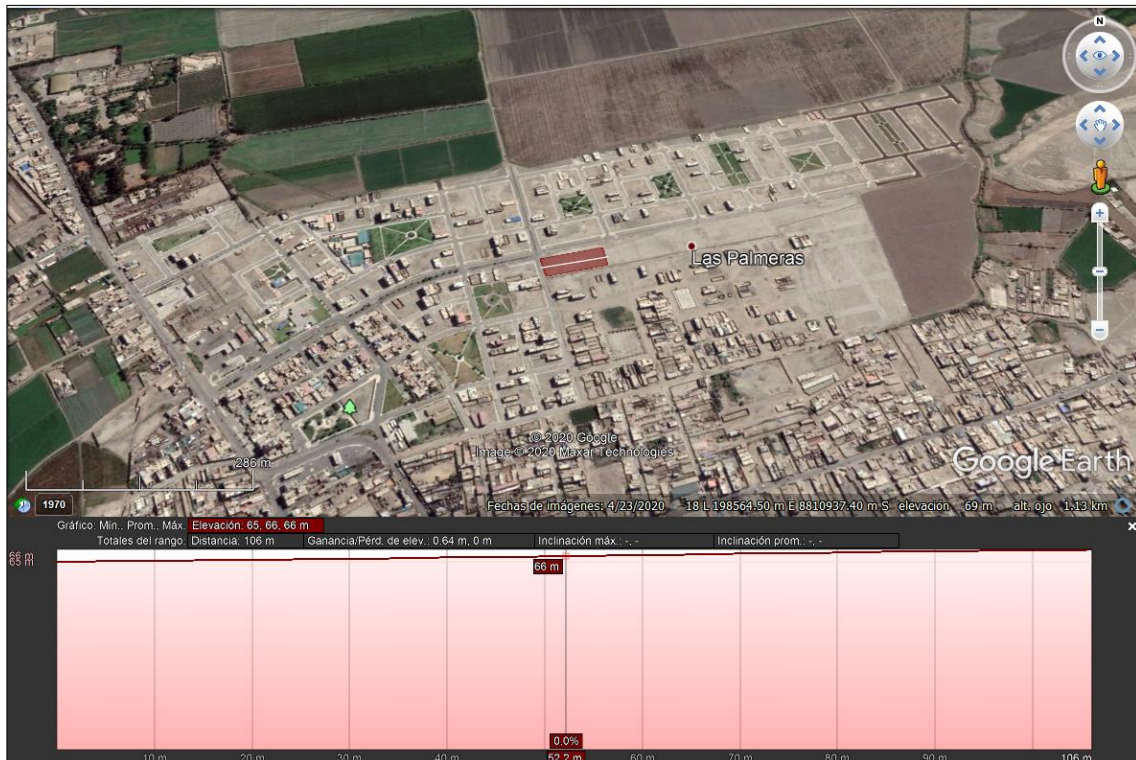 N
Las Palmeras
© 2020 Google
Image © 2020 Maxar Technologies
286 m
Google Earth
1970
Fechas de imágenes: 4/23/2020 18 L 198564.50 m E 8810937.40 m S elevación 69 m alt. ojo 1.13 km
Gráfico: Mín., Prom., Máx. Elevación: 65, 66, 66 m
Totales del rango: Distancia: 106 m Ganancia/Pérd. de elev.: 0.64 m, 0 m Inclinación máx.: -, - Inclinación prom.: -, -
66 m
65 m
66 m
0.0%
10 m 20 m 30 m 40 m 52.2 m 60 m 70 m 80 m 90 m 106 m